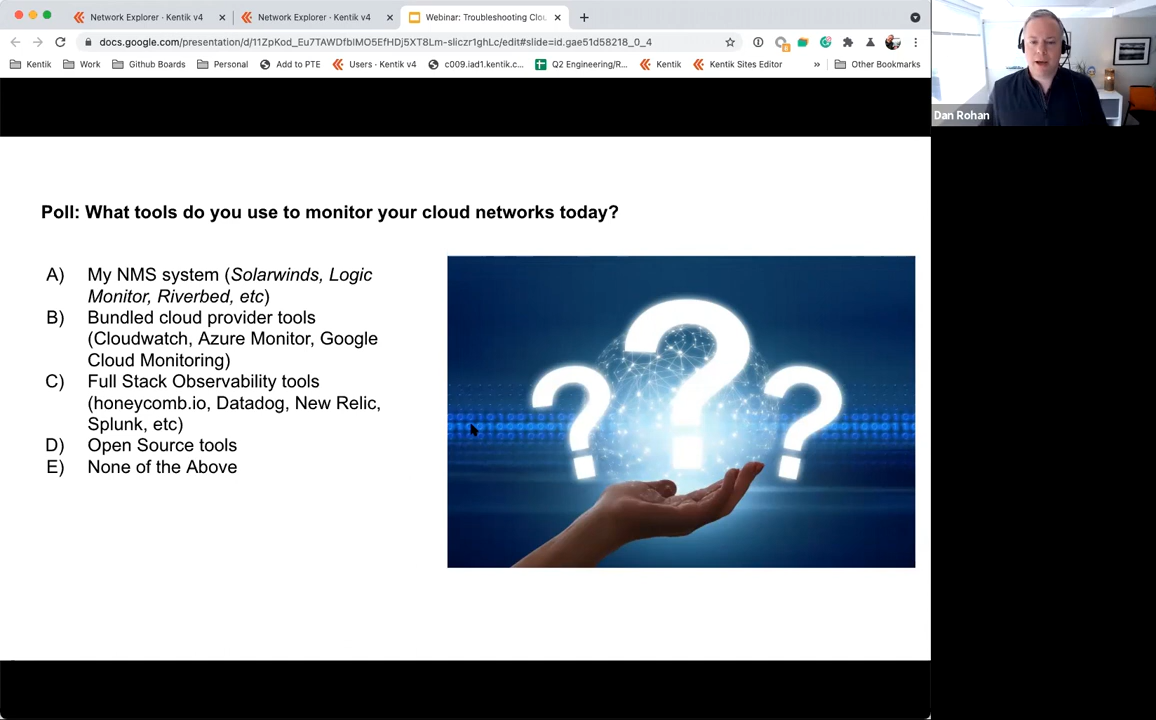 Network Explorer · Kentik v4
Network Explorer · Kentik v4
Webinar: Troubleshooting Clou
docs.google.com/presentation/d/11ZpKod_Eu7TAWDfblMO5EfHDj5XT8Lm-sliczr1ghLc/edit#slide=id.gae51d58218_0_4
Kentik
Work
Github Boards
Personal
Add to PTE
Users · Kentik v4
c009.iad1.kentik.c...
Q2 Engineering/R...
Kentik
Kentik Sites Editor
»
Other Bookmarks
Dan Rohan
Poll: What tools do you use to monitor your cloud networks today?
A) My NMS system (Solarwinds, Logic
Monitor, Riverbed, etc)
B) Bundled cloud provider tools
(Cloudwatch, Azure Monitor, Google
Cloud Monitoring)
C) Full Stack Observability tools
(honeycomb.io, Datadog, New Relic,
Splunk, etc)
D) Open Source tools
E) None of the Above
???